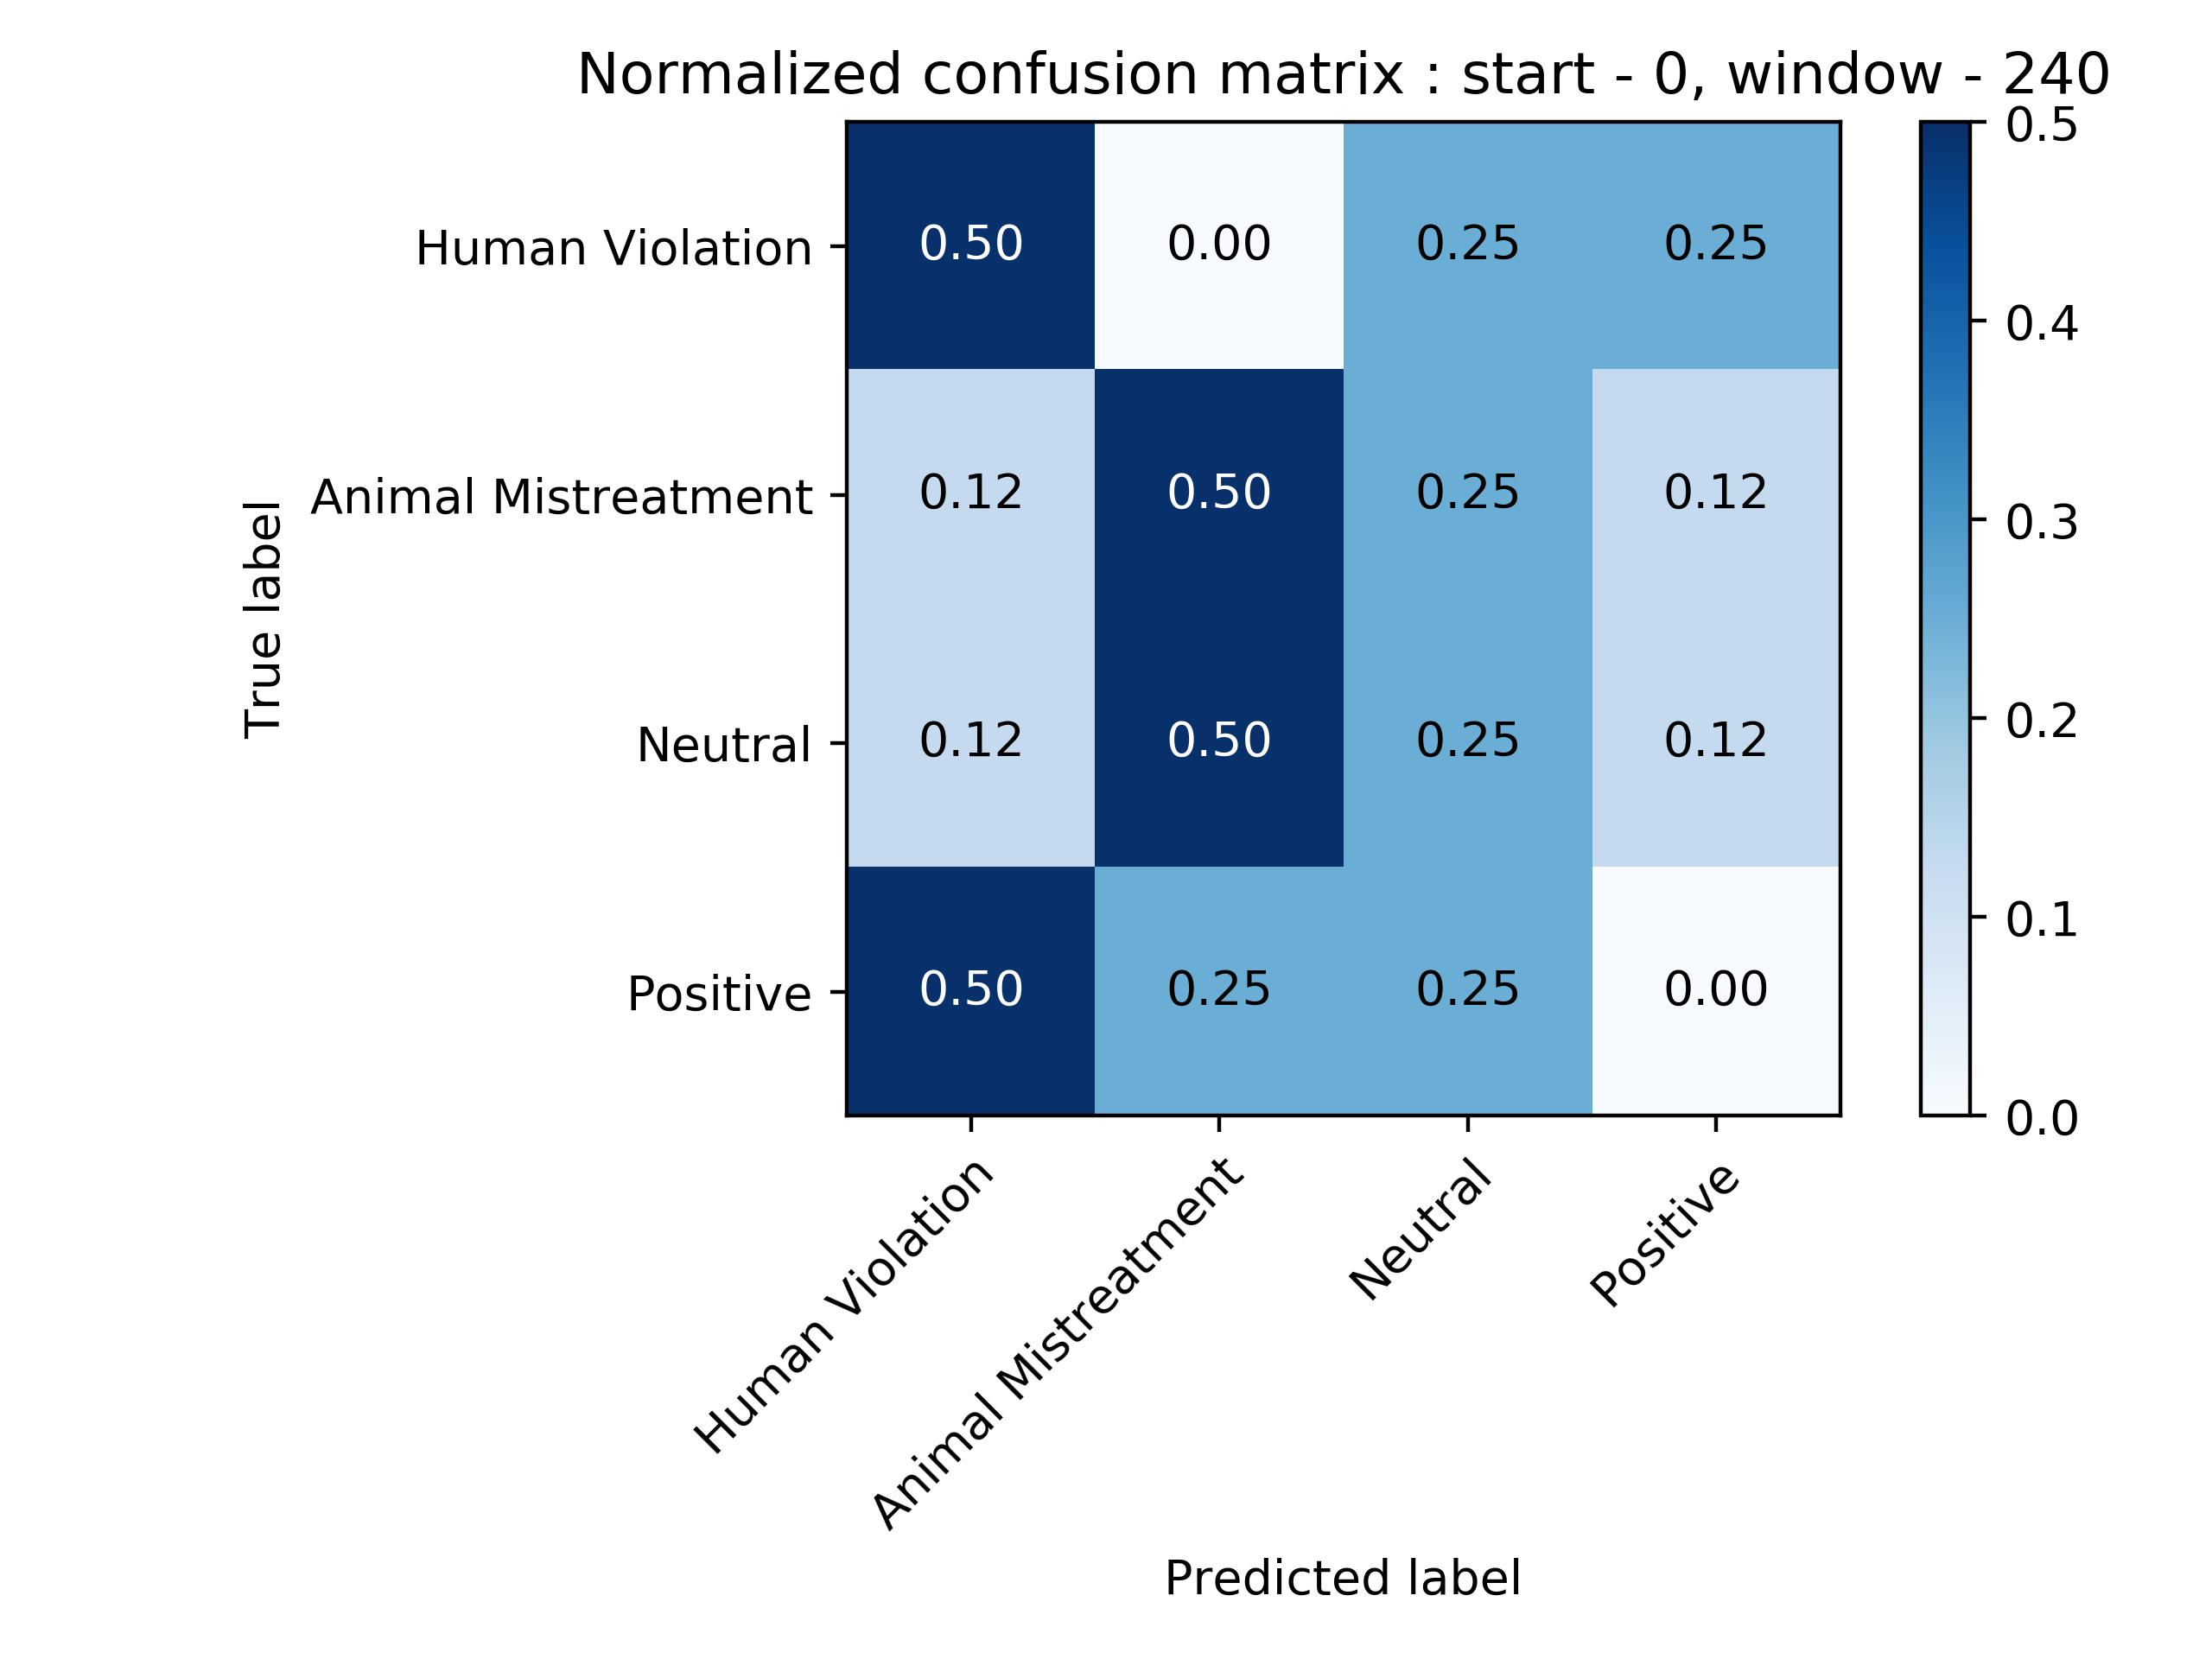 Normalized confusion matrix : start - 0, window - 240
Human Violation 0.50 0.00 0.25 0.25
Animal Mistreatment 0.12 0.50 0.25 0.12
Neutral 0.12 0.50 0.25 0.12
Positive 0.50 0.25 0.25 0.00
True label
Human Violation
Animal Mistreatment
Neutral
Positive
Predicted label
0.5
0.4
0.3
0.2
0.1
0.0